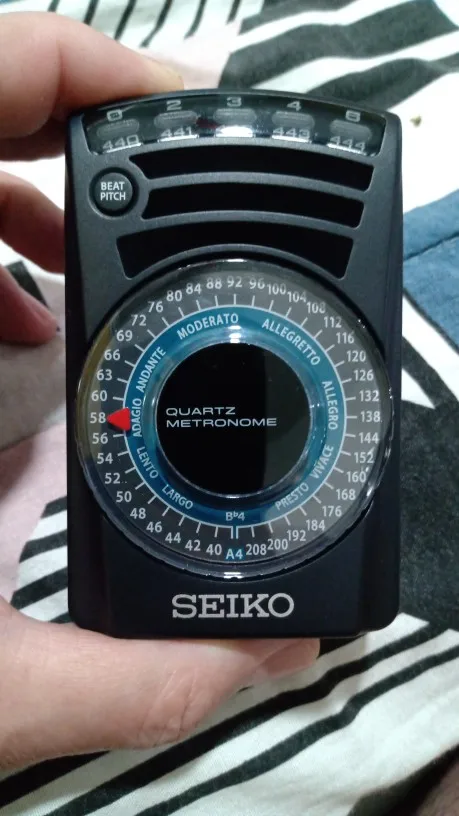 0 2 3 4 6
440 441 443 444
BEAT
PITCH
40 42 44 46 48 50 52 54 56 58 60 63 66 69 72 76 80 84 88 92 96 100 104 108 112 116 120 126 132 138 144 152 160 168 176 184 192 200 208
A4
LARGO LENTO ADAGIO ANDANTE MODERATO ALLEGRETTO ALLEGRO VIVACE PRESTO
B♭4
QUARTZ
METRONOME
SEIKO